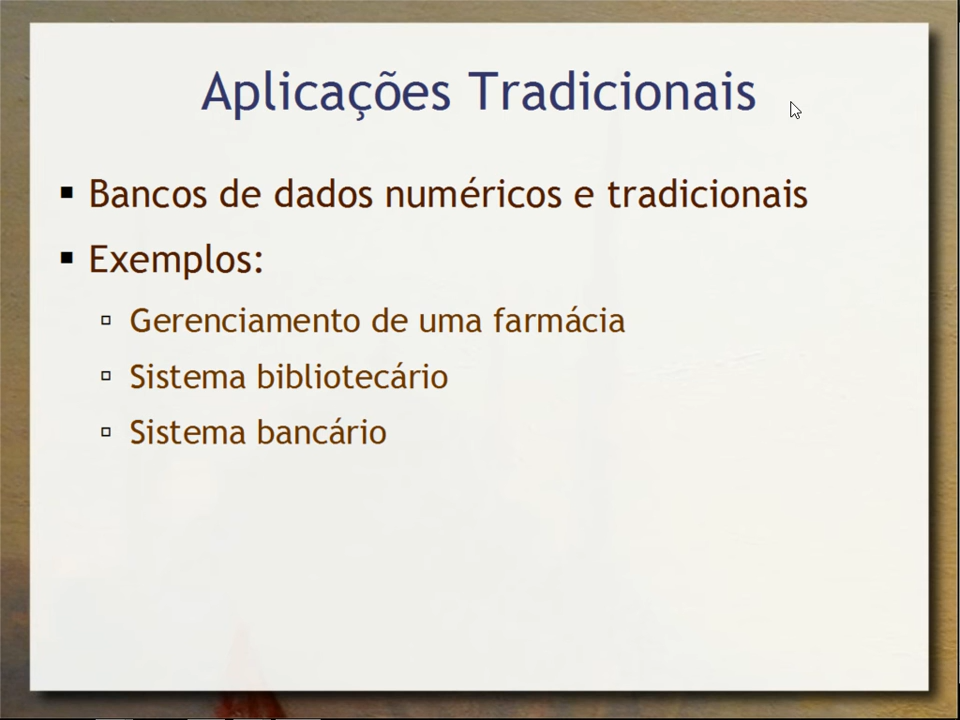 Aplicações Tradicionais
Bancos de dados numéricos e tradicionais
Exemplos:
Gerenciamento de uma farmácia
Sistema bibliotecário
Sistema bancário